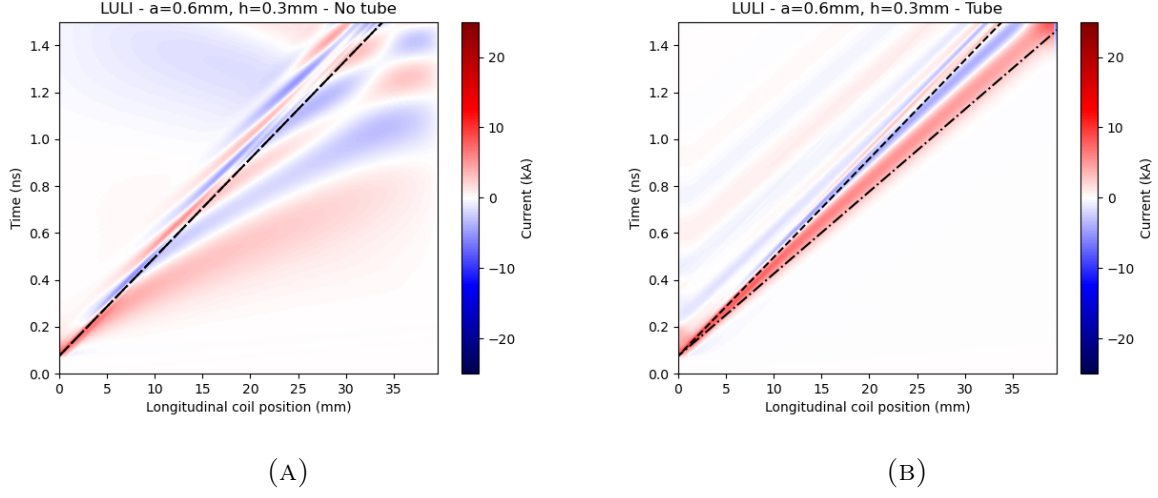 LULI - a=0.6mm, h=0.3mm - No tube
1.4
1.2
1.0
0.8
0.6
0.4
0.2
0.0
Time (ns)
0 5 10 15 20 25 30 35
Longitudinal coil position (mm)
20
10
0
−10
−20
Current (kA)
(A)
LULI - a=0.6mm, h=0.3mm - Tube
1.4
1.2
1.0
0.8
0.6
0.4
0.2
0.0
Time (ns)
0 5 10 15 20 25 30 35
Longitudinal coil position (mm)
20
10
0
−10
−20
Current (kA)
(B)